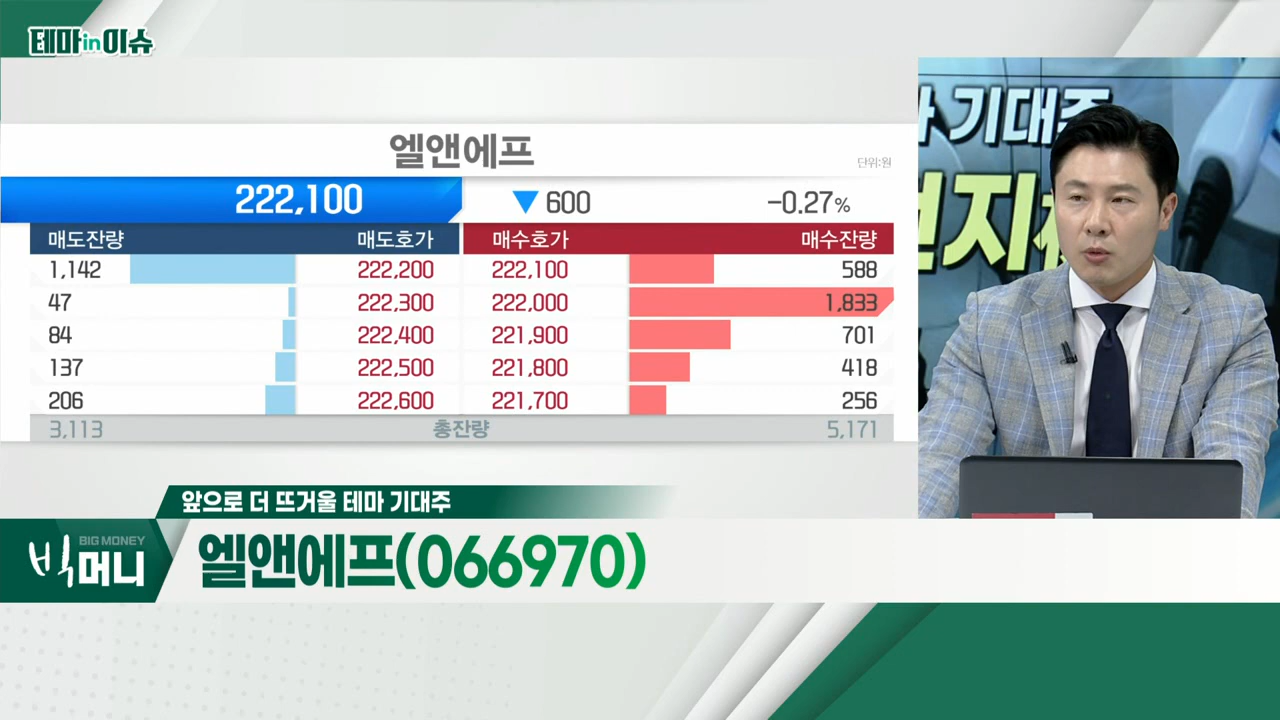 테마in이슈
엘앤에프
단위:원
222,100 ▼ 600 -0.27%
매도잔량 매도호가 매수호가 매수잔량
1,142 222,200 222,100 588
47 222,300 222,000 1,833
84 222,400 221,900 701
137 222,500 221,800 418
206 222,600 221,700 256
3,113 총잔량 5,171
기대주
앞으로 더 뜨거울 테마 기대주
BIG MONEY
빅머니
엘앤에프(066970)